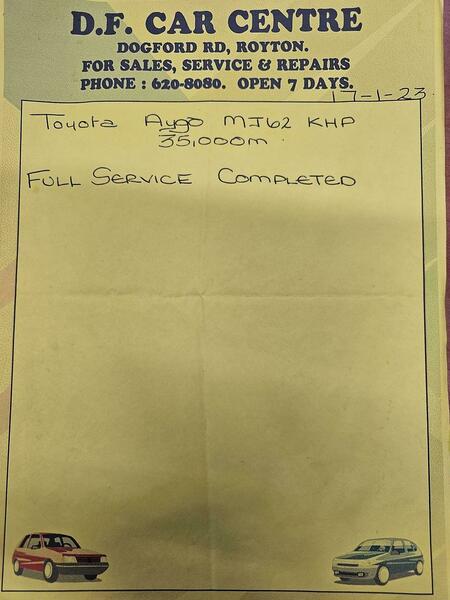 D.F. CAR CENTRE
DOGFORD RD, ROYTON.
FOR SALES, SERVICE & REPAIRS
PHONE : 620-8080. OPEN 7 DAYS.
17-1-23.
Toyota Aygo MJ62 KHP
35,000m.
FULL SERVICE COMPLETED